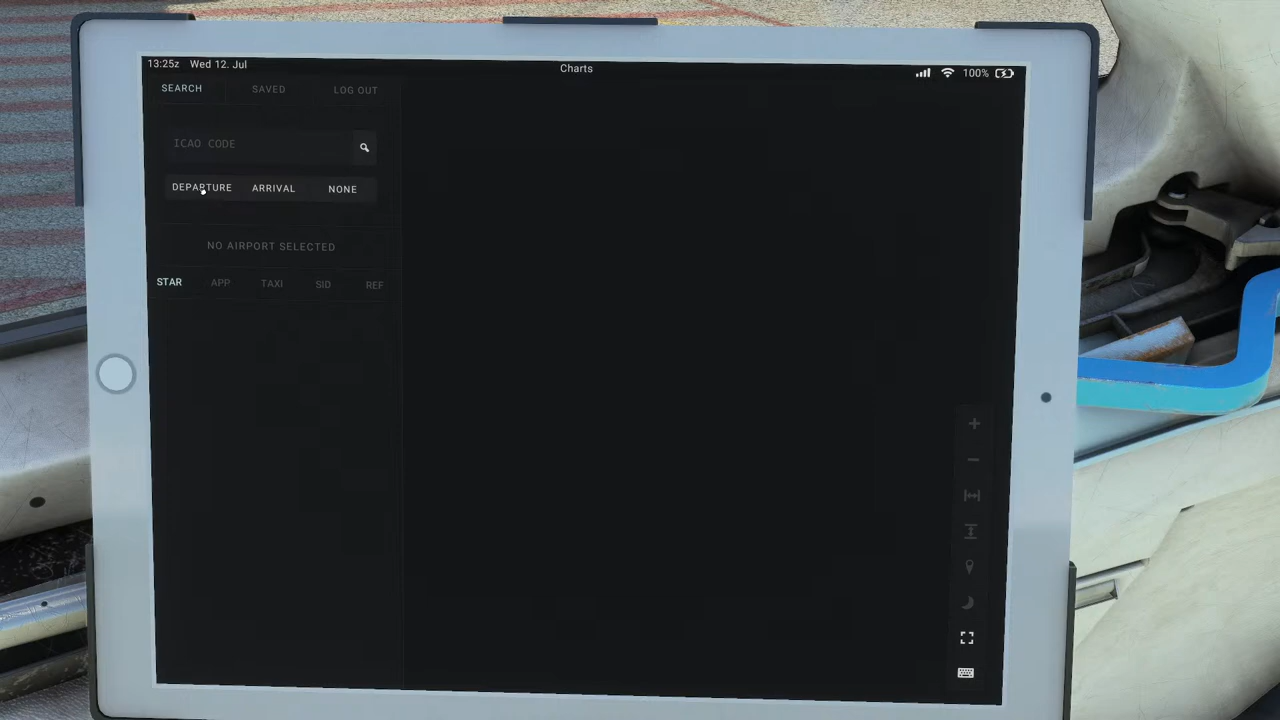 13:25z Wed 12. Jul
Charts
100%
SEARCH SAVED LOG OUT
ICAO CODE
DEPARTURE ARRIVAL NONE
NO AIRPORT SELECTED
STAR APP TAXI SID REF